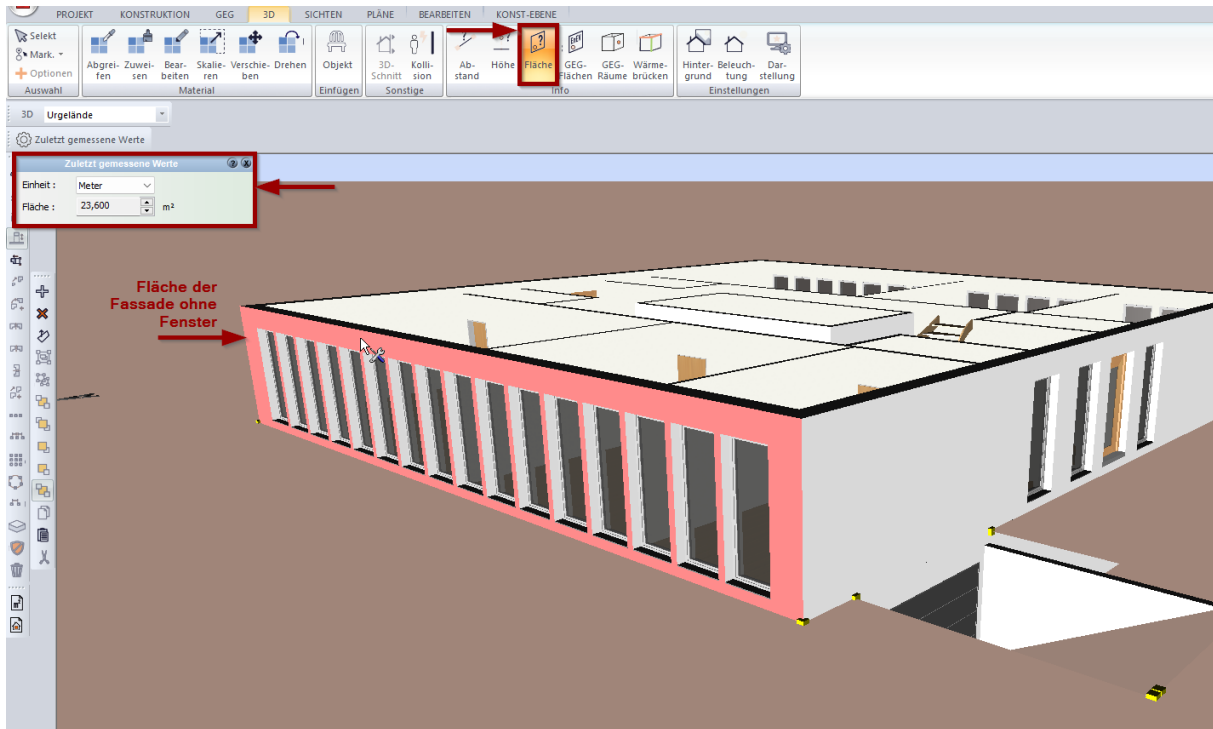 PROJEKT KONSTRUKTION GEG 3D SICHTEN PLÄNE BEARBEITEN KONST-EBENE
Selekt
Mark.
Optionen
Auswahl
Abgrei-
fen
Zuwei-
sen
Bear-
beiten
Skalie-
ren
Verschie-
ben
Drehen
Material
Objekt
Einfügen
3D-
Schnitt
Kolli-
sion
Sonstige
Ab-
stand
Höhe
Fläche
GEG-
Flächen
GEG-
Räume
Wärme-
brücken
Info
Hinter-
grund
Beleuch-
tung
Dar-
stellung
Einstellungen
3D Urgelände
Zuletzt gemessene Werte
Zuletzt gemessene Werte
Einheit : Meter
Fläche : 23,600 m²
Fläche der
Fassade ohne
Fenster